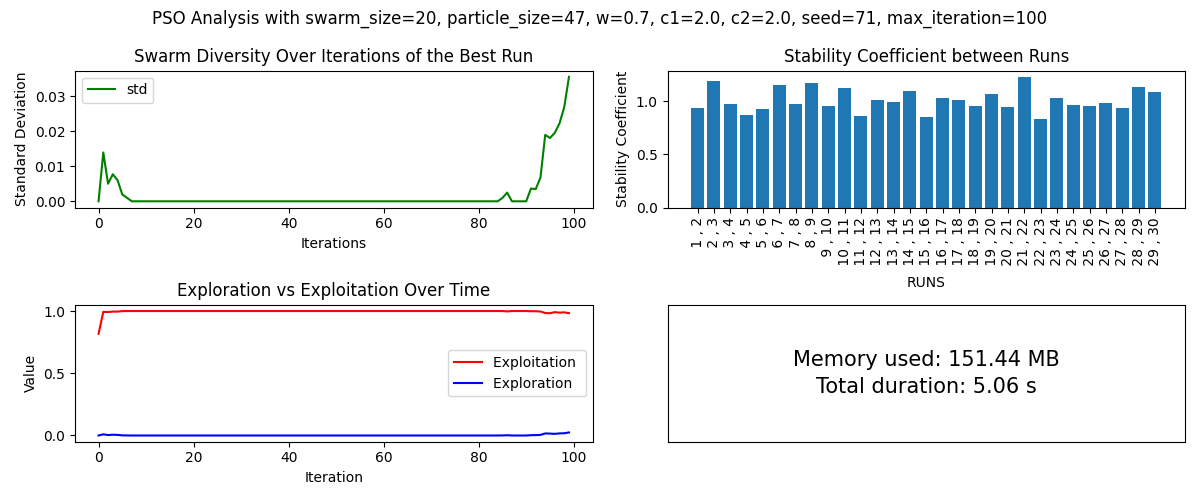 PSO Analysis with swarm_size=20, particle_size=47, w=0.7, c1=2.0, c2=2.0, seed=71, max_iteration=100
Swarm Diversity Over Iterations of the Best Run
Standard Deviation
0.03
0.02
0.01
0.00
std
0
20
40
60
80
100
Iterations
Stability Coefficient between Runs
Stability Coefficient
1.0
0.5
0.0
1 , 2
2 , 3
3 , 4
4 , 5
5 , 6
6 , 7
7 , 8
8 , 9
9 , 10
10 , 11
11 , 12
12 , 13
13 , 14
14 , 15
15 , 16
16 , 17
17 , 18
18 , 19
19 , 20
20 , 21
21 , 22
22 , 23
23 , 24
24 , 25
25 , 26
26 , 27
27 , 28
28 , 29
29 , 30
RUNS
Exploration vs Exploitation Over Time
Value
1.0
0.5
0.0
Exploitation
Exploration
0
20
40
60
80
100
Iteration
Memory used: 151.44 MB
Total duration: 5.06 s